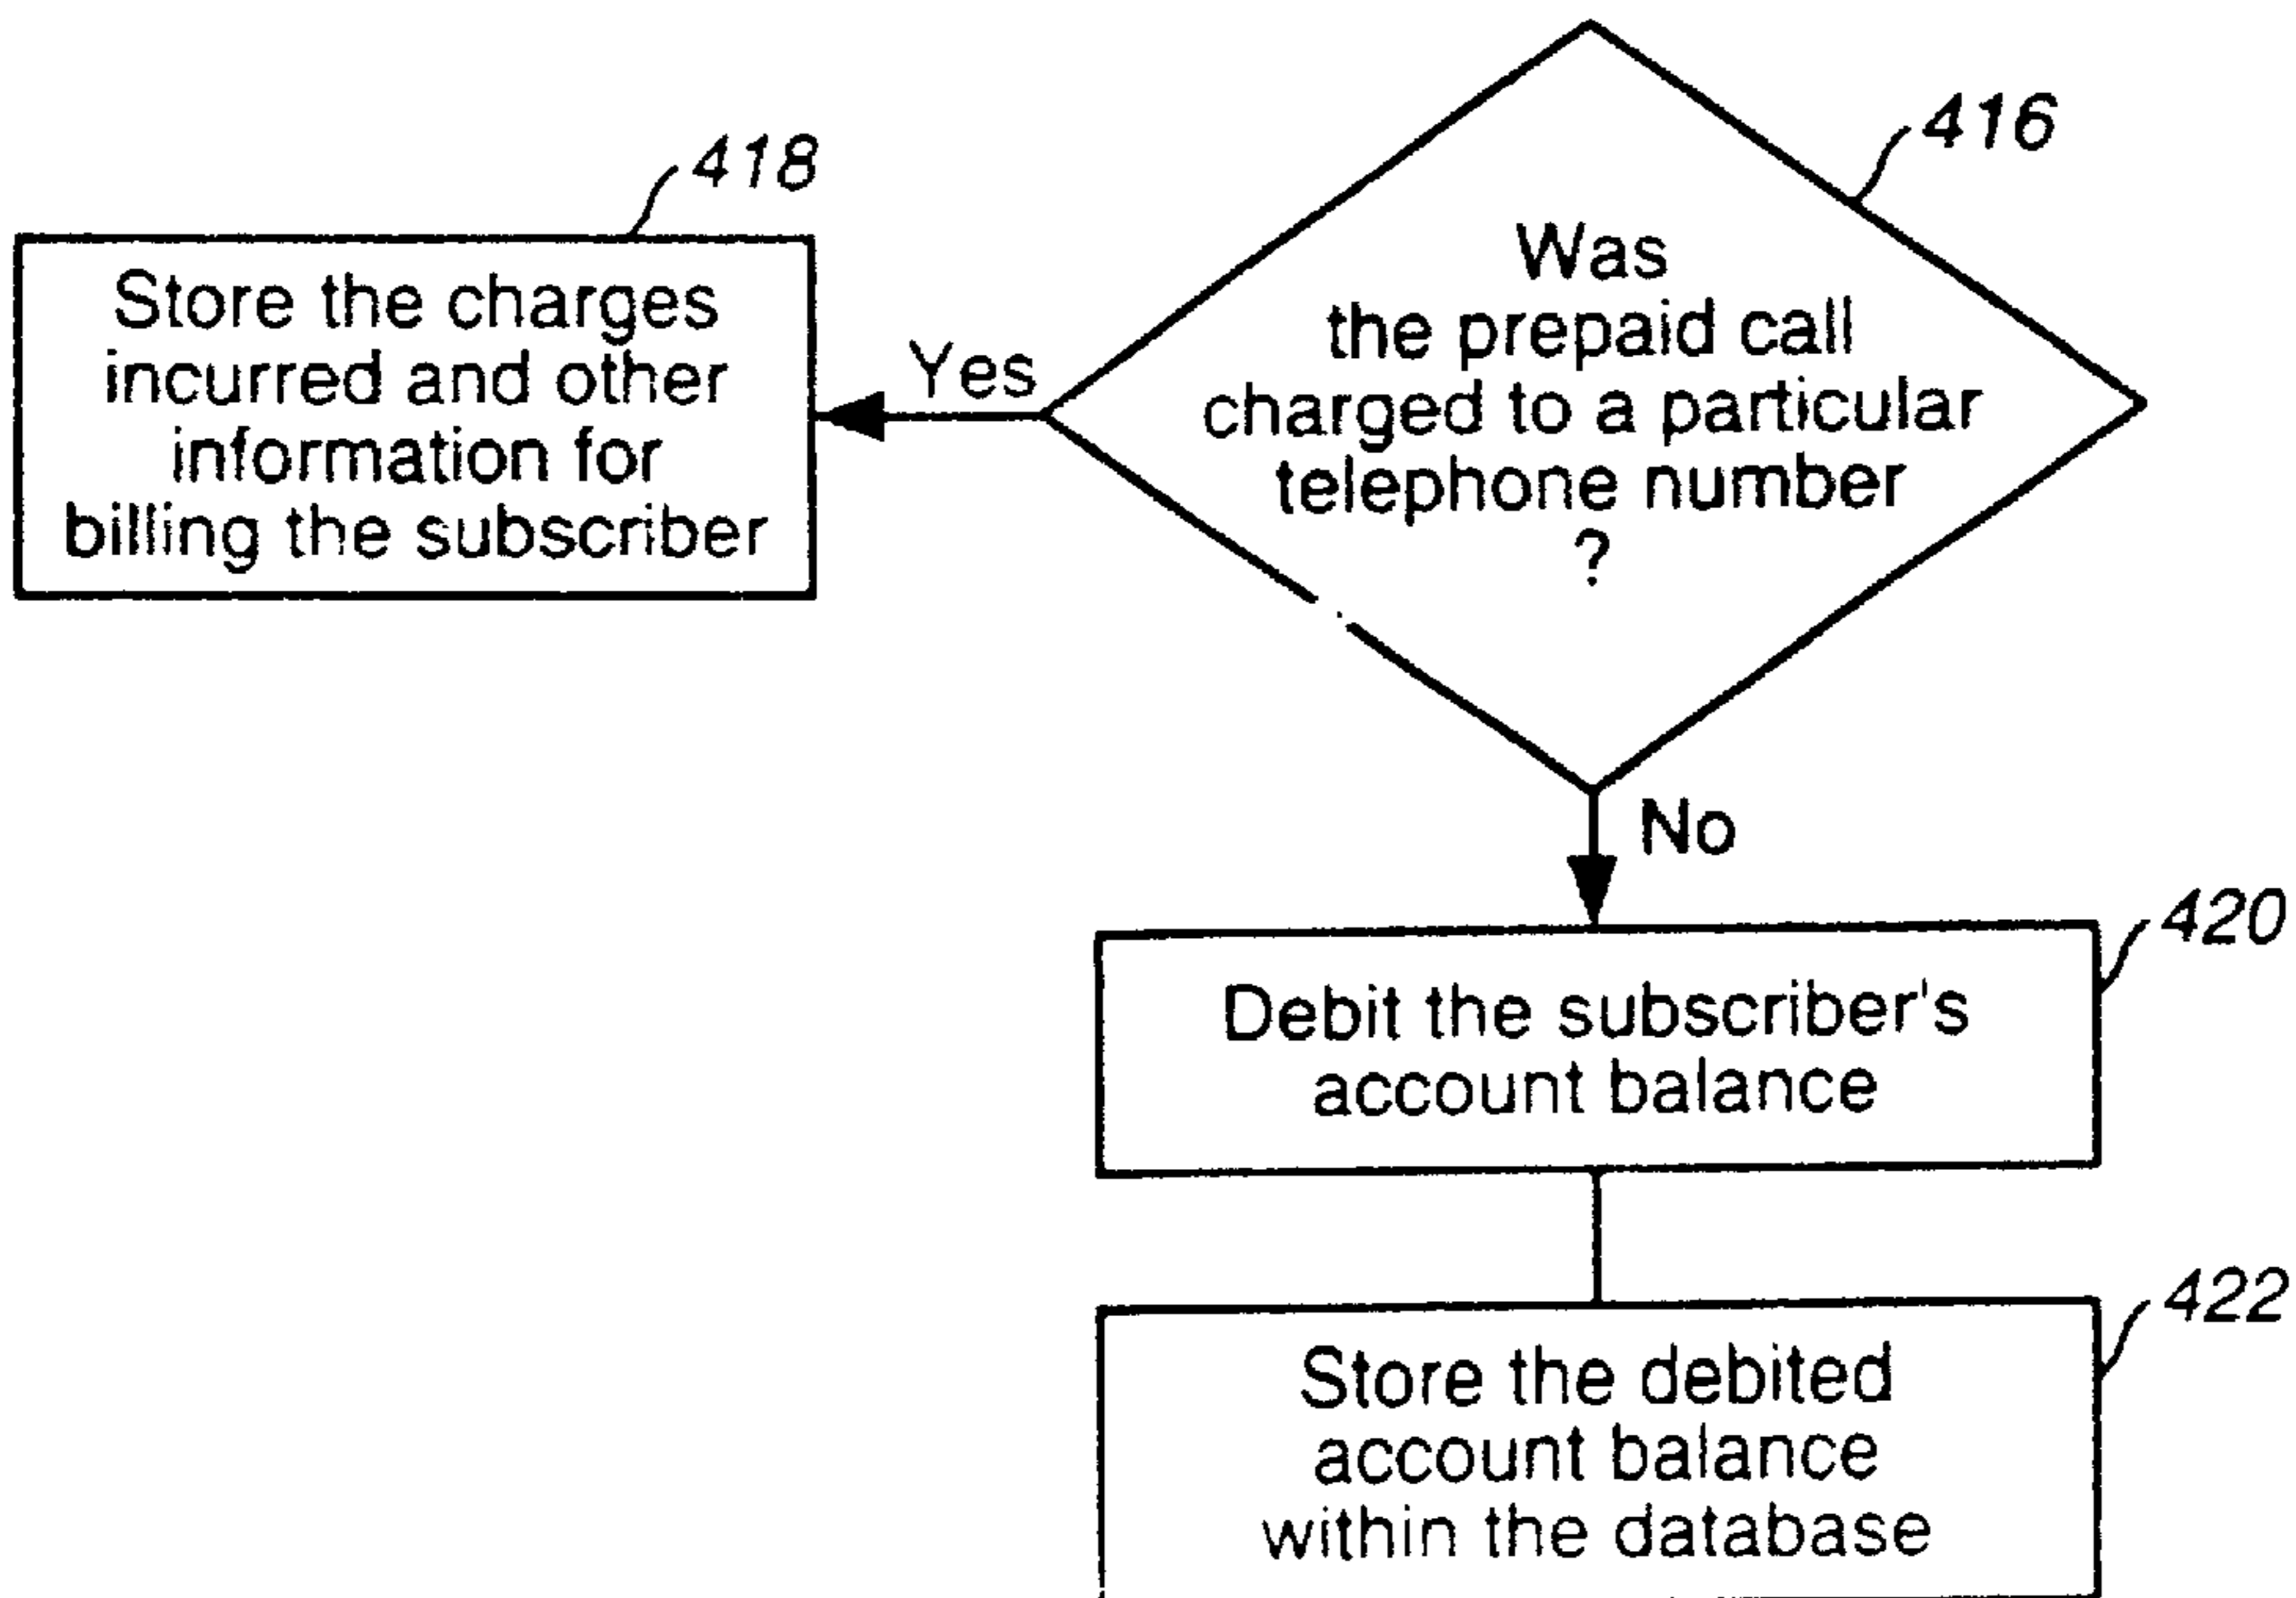 416
Was
the prepaid call
charged to a particular
telephone number
?
Yes
418
Store the charges
incurred and other
information for
billing the subscriber
No
420
Debit the subscriber's
account balance
422
Store the debited
account balance
within the database